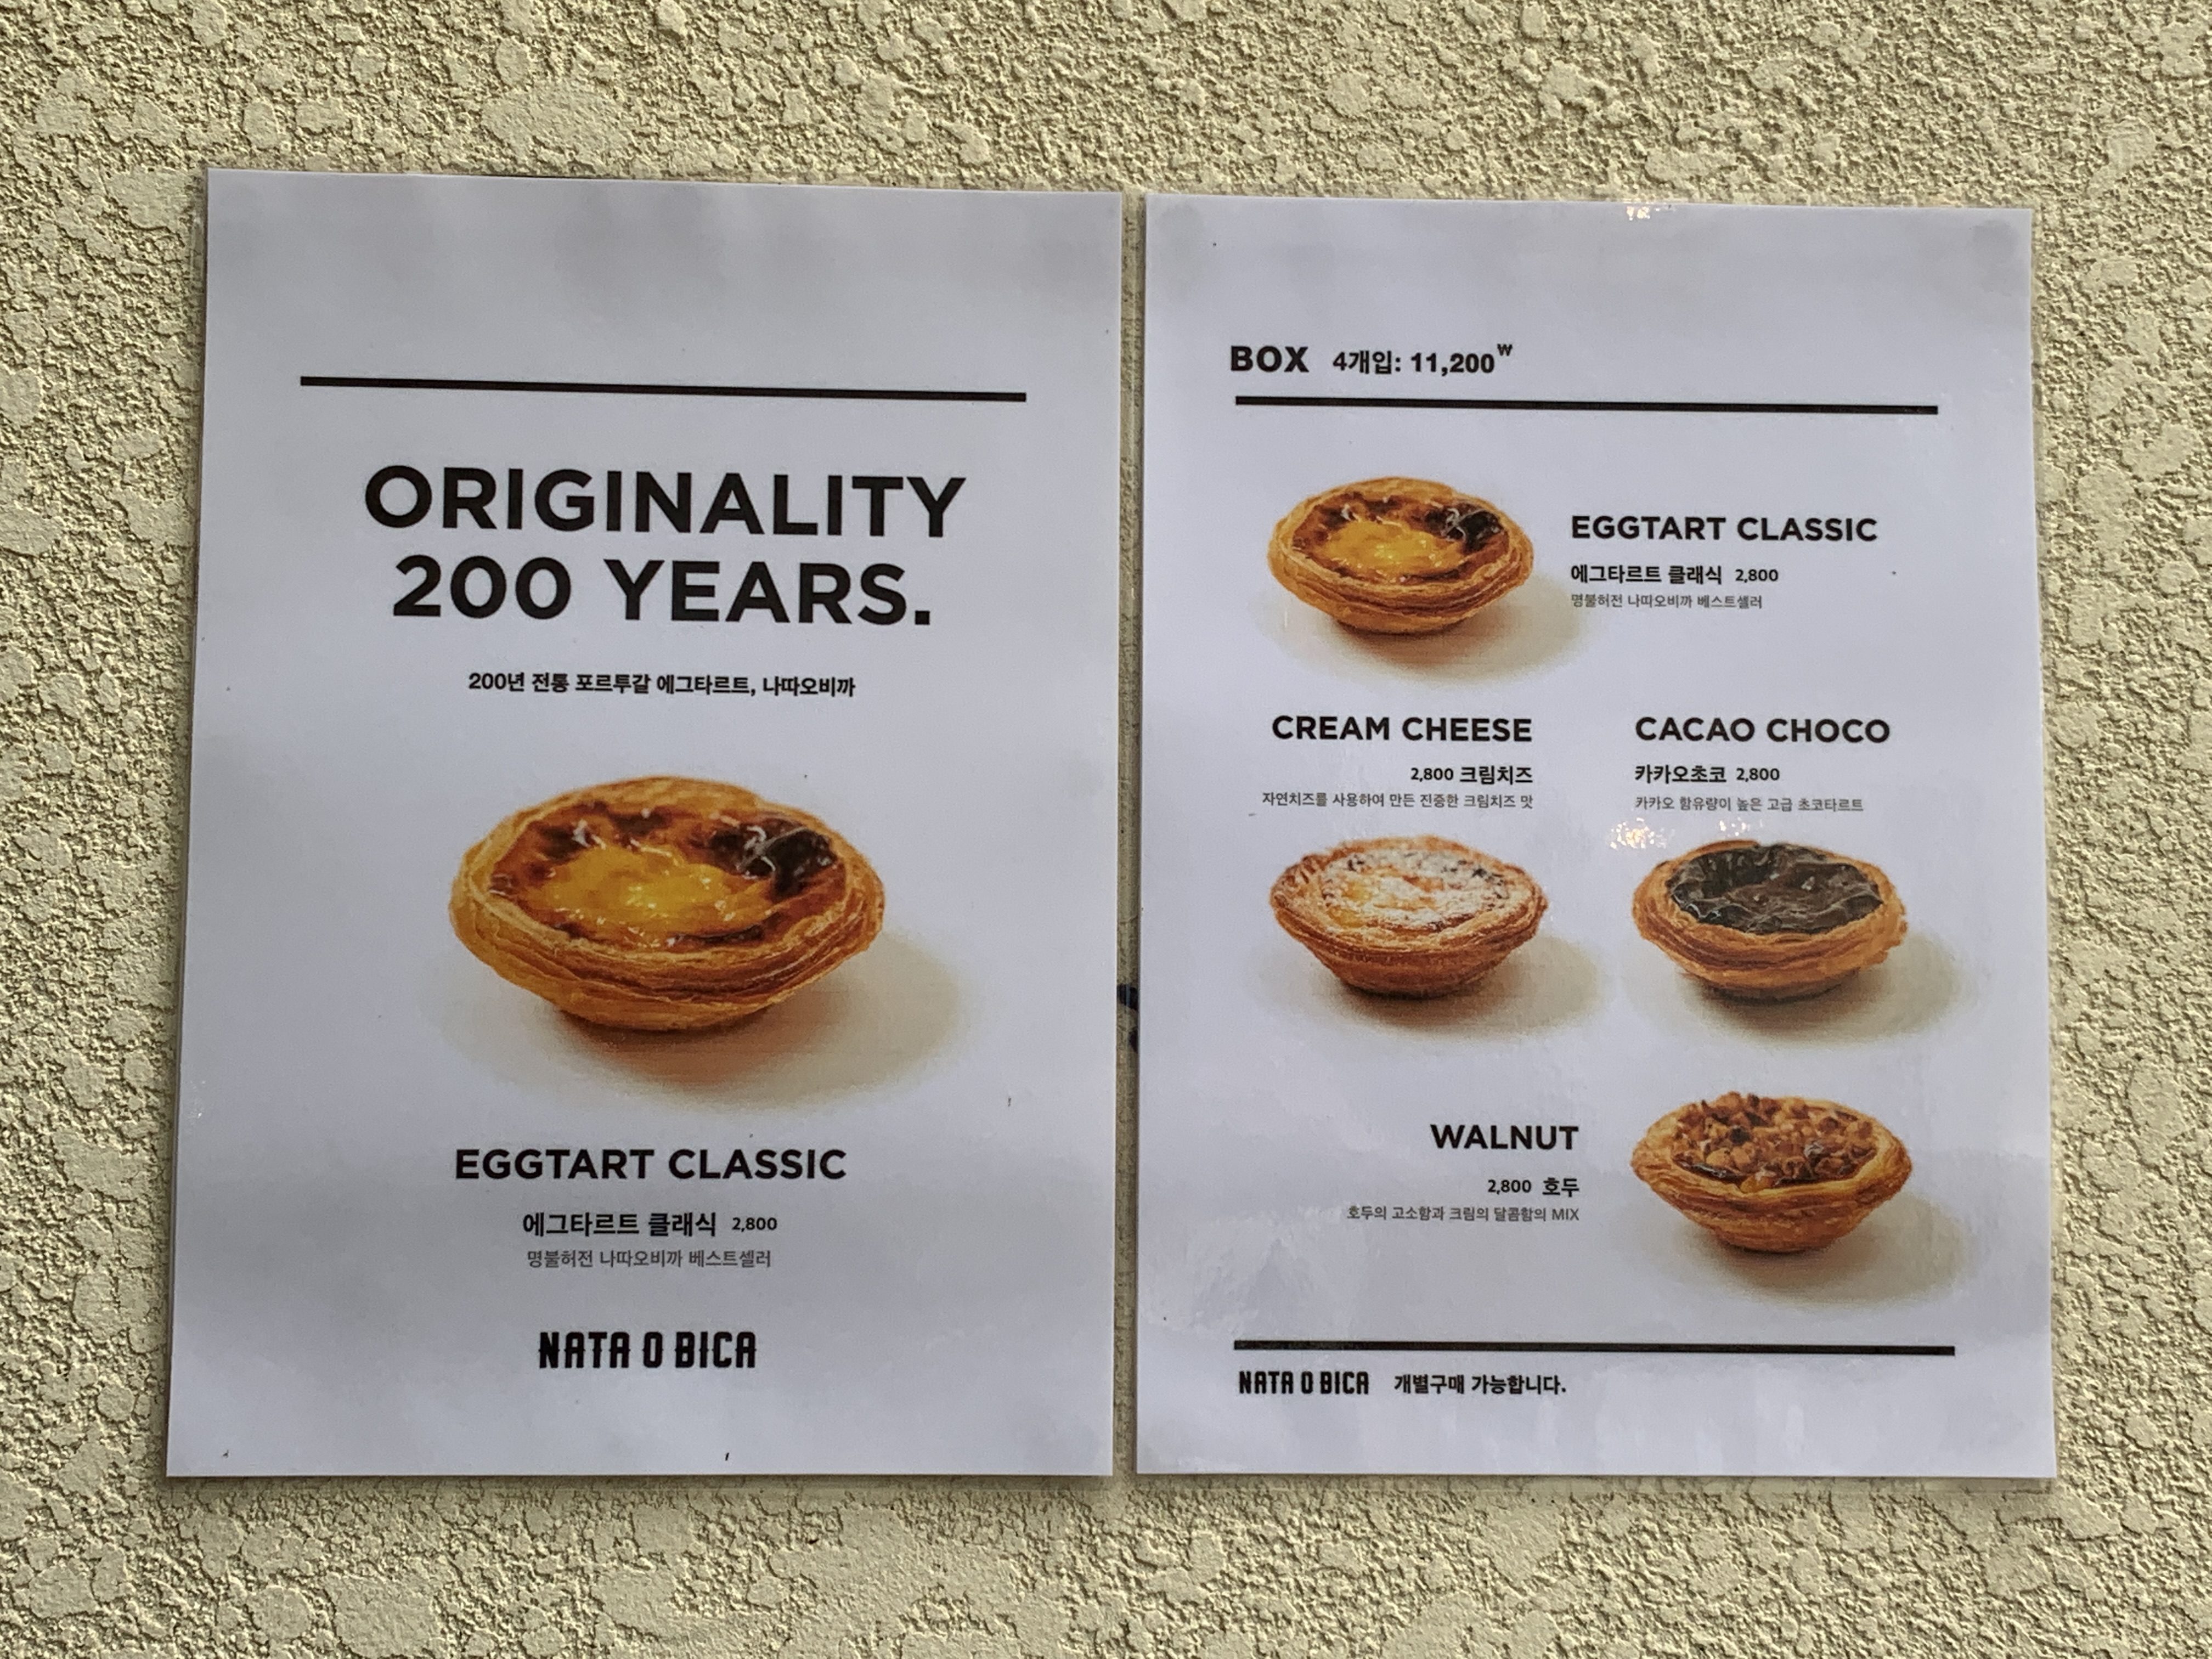 ORIGINALITY
200 YEARS.
200년 전통 포르투갈 에그타르트, 나따오비까
EGGTART CLASSIC
에그타르트 클래식 2,800
명불허전 나따오비까 베스트셀러
NATA O BICA
BOX 4개입: 11,200₩
EGGTART CLASSIC
에그타르트 클래식 2,800
명불허전 나따오비까 베스트셀러
CREAM CHEESE
2,800 크림치즈
자연치즈를 사용하여 만든 진중한 크림치즈 맛
CACAO CHOCO
카카오초코 2,800
카카오 함유량이 높은 고급 초코타르트
WALNUT
2,800 호두
호두의 고소함과 크림의 달콤함의 MIX
NATA O BICA 개별구매 가능합니다.